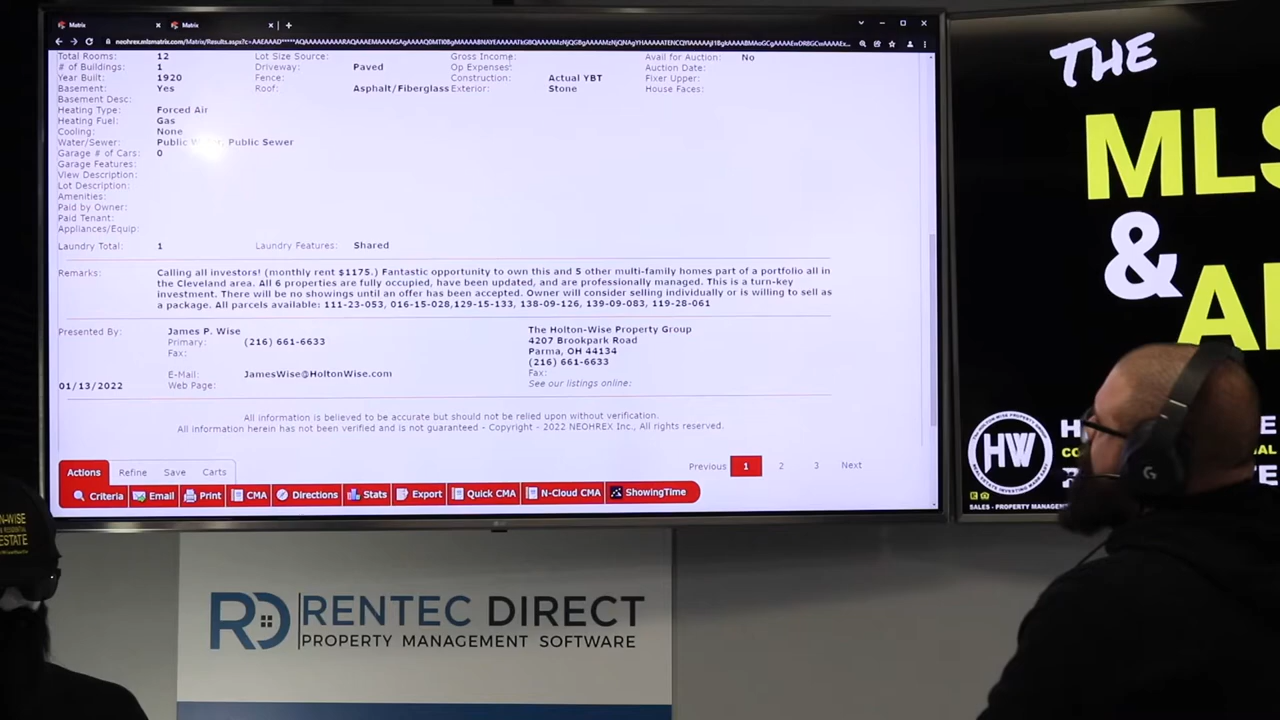 Matrix
Matrix
Total Rooms: 12 Lot Size Source: Gross Income: Avail for Auction: No
# of Buildings: 1 Driveway: Paved Op Expenses: Auction Date:
Year Built: 1920 Fence: Construction: Actual YBT Fixer Upper:
Basement: Yes Roof: Asphalt/Fiberglass Exterior: Stone House Faces:
Basement Desc:
Heating Type: Forced Air
Heating Fuel: Gas
Cooling: None
Water/Sewer: Public Water, Public Sewer
Garage # of Cars: 0
Garage Features:
View Description:
Lot Description:
Amenities:
Paid by Owner:
Paid Tenant:
Appliances/Equip:
Laundry Total: 1 Laundry Features: Shared
Remarks: Calling all investors! (monthly rent $1175.) Fantastic opportunity to own this and 5 other multi-family homes part of a portfolio all in
the Cleveland area. All 6 properties are fully occupied, have been updated, and are professionally managed. This is a turn-key
investment. There will be no showings until an offer has been accepted. Owner will consider selling individually or is willing to sell as
a package. All parcels available: 111-23-053, 016-15-028,129-15-133, 138-09-126, 139-09-083, 119-28-061
Presented By: James P. Wise The Holton-Wise Property Group
Primary: (216) 661-6633 4207 Brookpark Road
Fax: Parma, OH 44134
(216) 661-6633
E-Mail: JamesWise@HoltonWise.com Fax:
01/13/2022 Web Page: See our listings online:
All information is believed to be accurate but should not be relied upon without verification.
All information herein has not been verified and is not guaranteed - Copyright - 2022 NEOHREX Inc., All rights reserved.
Actions Refine Save Carts Previous 1 2 3 Next
Criteria Email Print CMA Directions Stats Export Quick CMA N-Cloud CMA ShowingTime
THE
MLS
&
HW
SALES - PROPERTY MANAGEM
N-WISE
ESTATE
RD RENTEC DIRECT
PROPERTY MANAGEMENT SOFTWARE